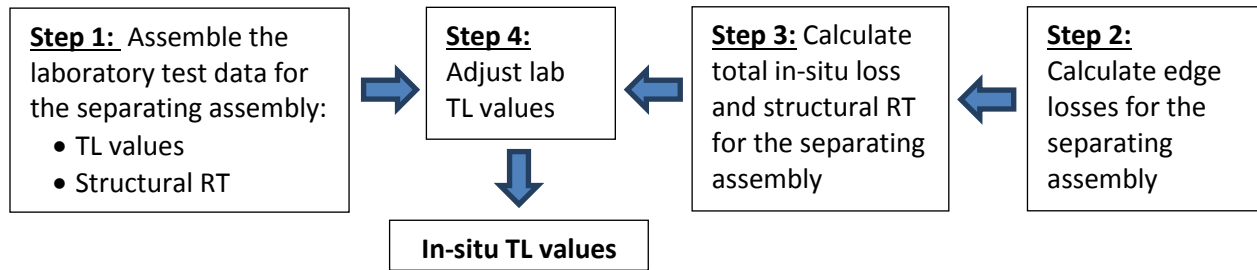 Step 1: Assemble the
laboratory test data for
the separating assembly:
• TL values
• Structural RT
Step 4:
Adjust lab
TL values
Step 3: Calculate
total in-situ loss
and structural RT
for the separating
assembly
Step 2:
Calculate edge
losses for the
separating
assembly
In-situ TL values